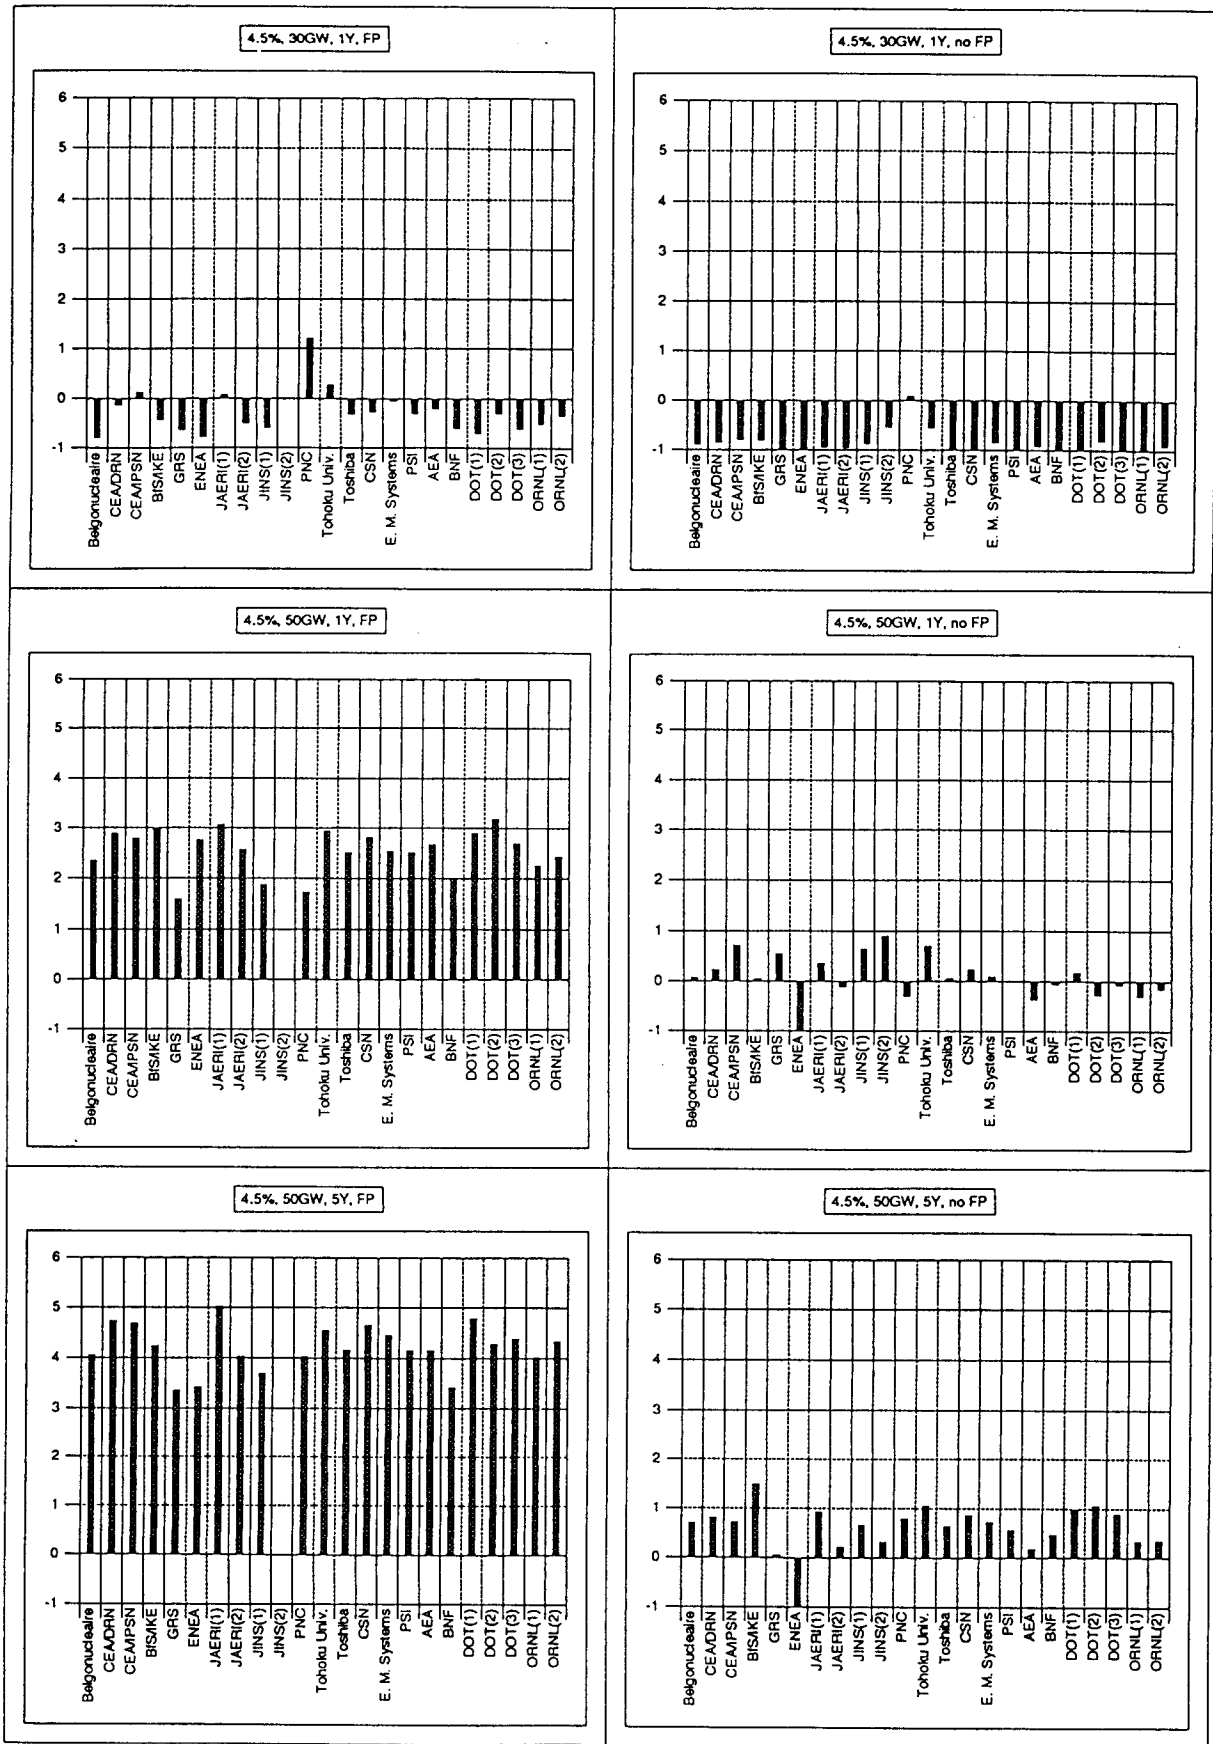 4.5%, 30GW, 1Y, FP
6
5
4
3
2
1
0
-1
Belgonucleaire
CEA/DRN
CEA/IPSN
BfS/IKE
GRS
ENEA
JAERI(1)
JAERI(2)
JINS(1)
JINS(2)
PNC
Tohoku Univ.
Toshiba
CSN
E. M. Systems
PSI
AEA
BNF
DOT(1)
DOT(2)
DOT(3)
ORNL(1)
ORNL(2)
4.5%, 30GW, 1Y, no FP
6
5
4
3
2
1
0
-1
Belgonucleaire
CEA/DRN
CEA/IPSN
BfS/IKE
GRS
ENEA
JAERI(1)
JAERI(2)
JINS(1)
JINS(2)
PNC
Tohoku Univ.
Toshiba
CSN
E. M. Systems
PSI
AEA
BNF
DOT(1)
DOT(2)
DOT(3)
ORNL(1)
ORNL(2)
4.5%, 50GW, 1Y, FP
6
5
4
3
2
1
0
-1
Belgonucleaire
CEA/DRN
CEA/IPSN
BfS/IKE
GRS
ENEA
JAERI(1)
JAERI(2)
JINS(1)
JINS(2)
PNC
Tohoku Univ.
Toshiba
CSN
E. M. Systems
PSI
AEA
BNF
DOT(1)
DOT(2)
DOT(3)
ORNL(1)
ORNL(2)
4.5%, 50GW, 1Y, no FP
6
5
4
3
2
1
0
-1
Belgonucleaire
CEA/DRN
CEA/IPSN
BfS/IKE
GRS
ENEA
JAERI(1)
JAERI(2)
JINS(1)
JINS(2)
PNC
Tohoku Univ.
Toshiba
CSN
E. M. Systems
PSI
AEA
BNF
DOT(1)
DOT(2)
DOT(3)
ORNL(1)
ORNL(2)
4.5%, 50GW, 5Y, FP
6
5
4
3
2
1
0
-1
Belgonucleaire
CEA/DRN
CEA/IPSN
BfS/IKE
GRS
ENEA
JAERI(1)
JAERI(2)
JINS(1)
JINS(2)
PNC
Tohoku Univ.
Toshiba
CSN
E. M. Systems
PSI
AEA
BNF
DOT(1)
DOT(2)
DOT(3)
ORNL(1)
ORNL(2)
4.5%, 50GW, 5Y, no FP
6
5
4
3
2
1
0
-1
Belgonucleaire
CEA/DRN
CEA/IPSN
BfS/IKE
GRS
ENEA
JAERI(1)
JAERI(2)
JINS(1)
JINS(2)
PNC
Tohoku Univ.
Toshiba
CSN
E. M. Systems
PSI
AEA
BNF
DOT(1)
DOT(2)
DOT(3)
ORNL(1)
ORNL(2)